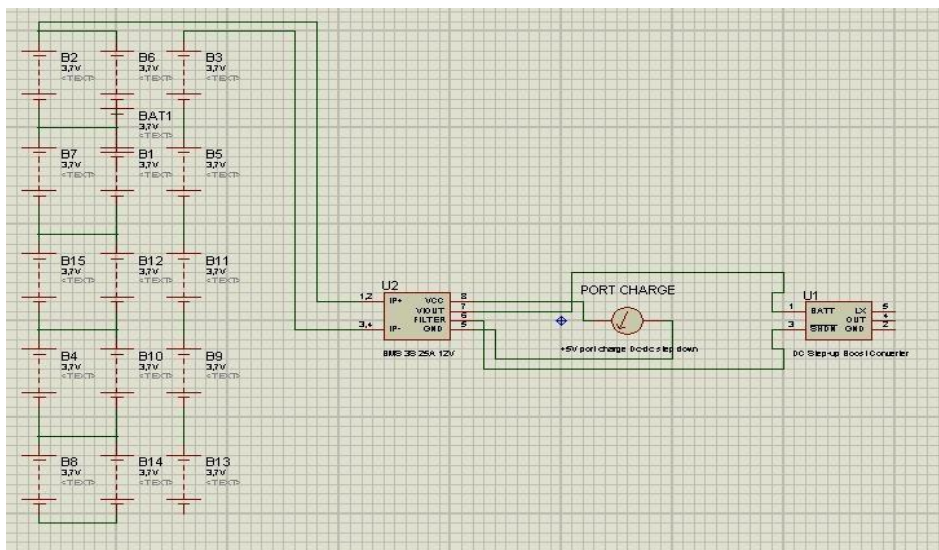 B2
3,7V
<TEXT>
B6
3,7V
<TEXT>
B3
3,7V
<TEXT>
BAT1
3,7V
<TEXT>
B7
3,7V
<TEXT>
B1
3,7V
<TEXT>
B5
3,7V
<TEXT>
B15
3,7V
<TEXT>
B12
3,7V
<TEXT>
B11
3,7V
<TEXT>
B4
3,7V
<TEXT>
B10
3,7V
<TEXT>
B9
3,7V
<TEXT>
B8
3,7V
<TEXT>
B14
3,7V
<TEXT>
B13
3,7V
<TEXT>
U2
1,2 IP+ VCC 8
VIOUT 7
FILTER 6
3,4 IP- GND 5
BMS 3S 25A 12V
PORT CHARGE
+5V port charge Dc-dc step down
U1
1 BATT LX 5
OUT 4
3 SHDN GND 2
DC Step-up Boost Converter